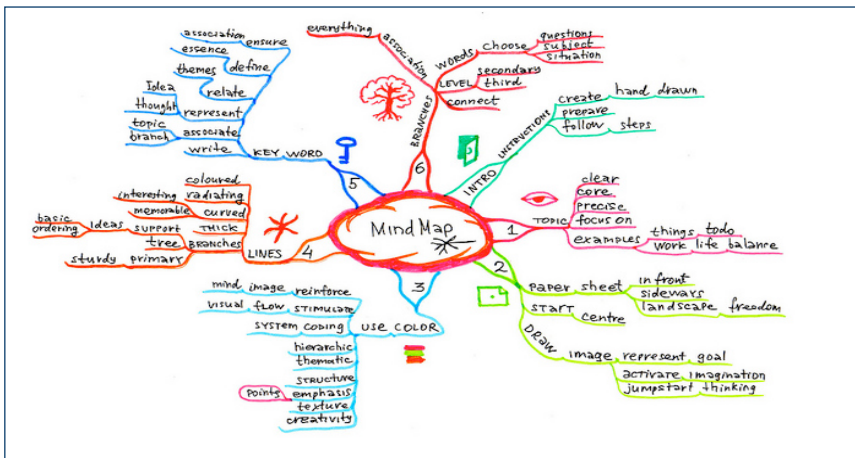 Mind Map
INTRO
INSTRUCTIONS
create hand drawn
prepare
follow steps
1
TOPIC
clear
core
precise
focus on
examples
things todo
work life balance
2
paper sheet
in front
sidewars
landscape freedom
START centre
DRAW
image represent goal
activate imagination
jumpstart thinking
3
USE COLOR
mind image reinforce
visual flow STIMULATE
SYSTEM CODING
hierarchic
thematic
STRUCTURE
points emphasis
texture
creativity
4
LINES
coloured
interesting radiating
memorable curved
THICK
basic
ordering
Ideas support
tree BRANCHES
sturdy primary
5
KEY WORD
association ensure
essence
define
themes
relate
Idea
thought
represent
topic
branch
associate
write
6
BRANCHES
everything
association
WORDS choose
questions
subject
situation
LEVEL
secondary
third
connect